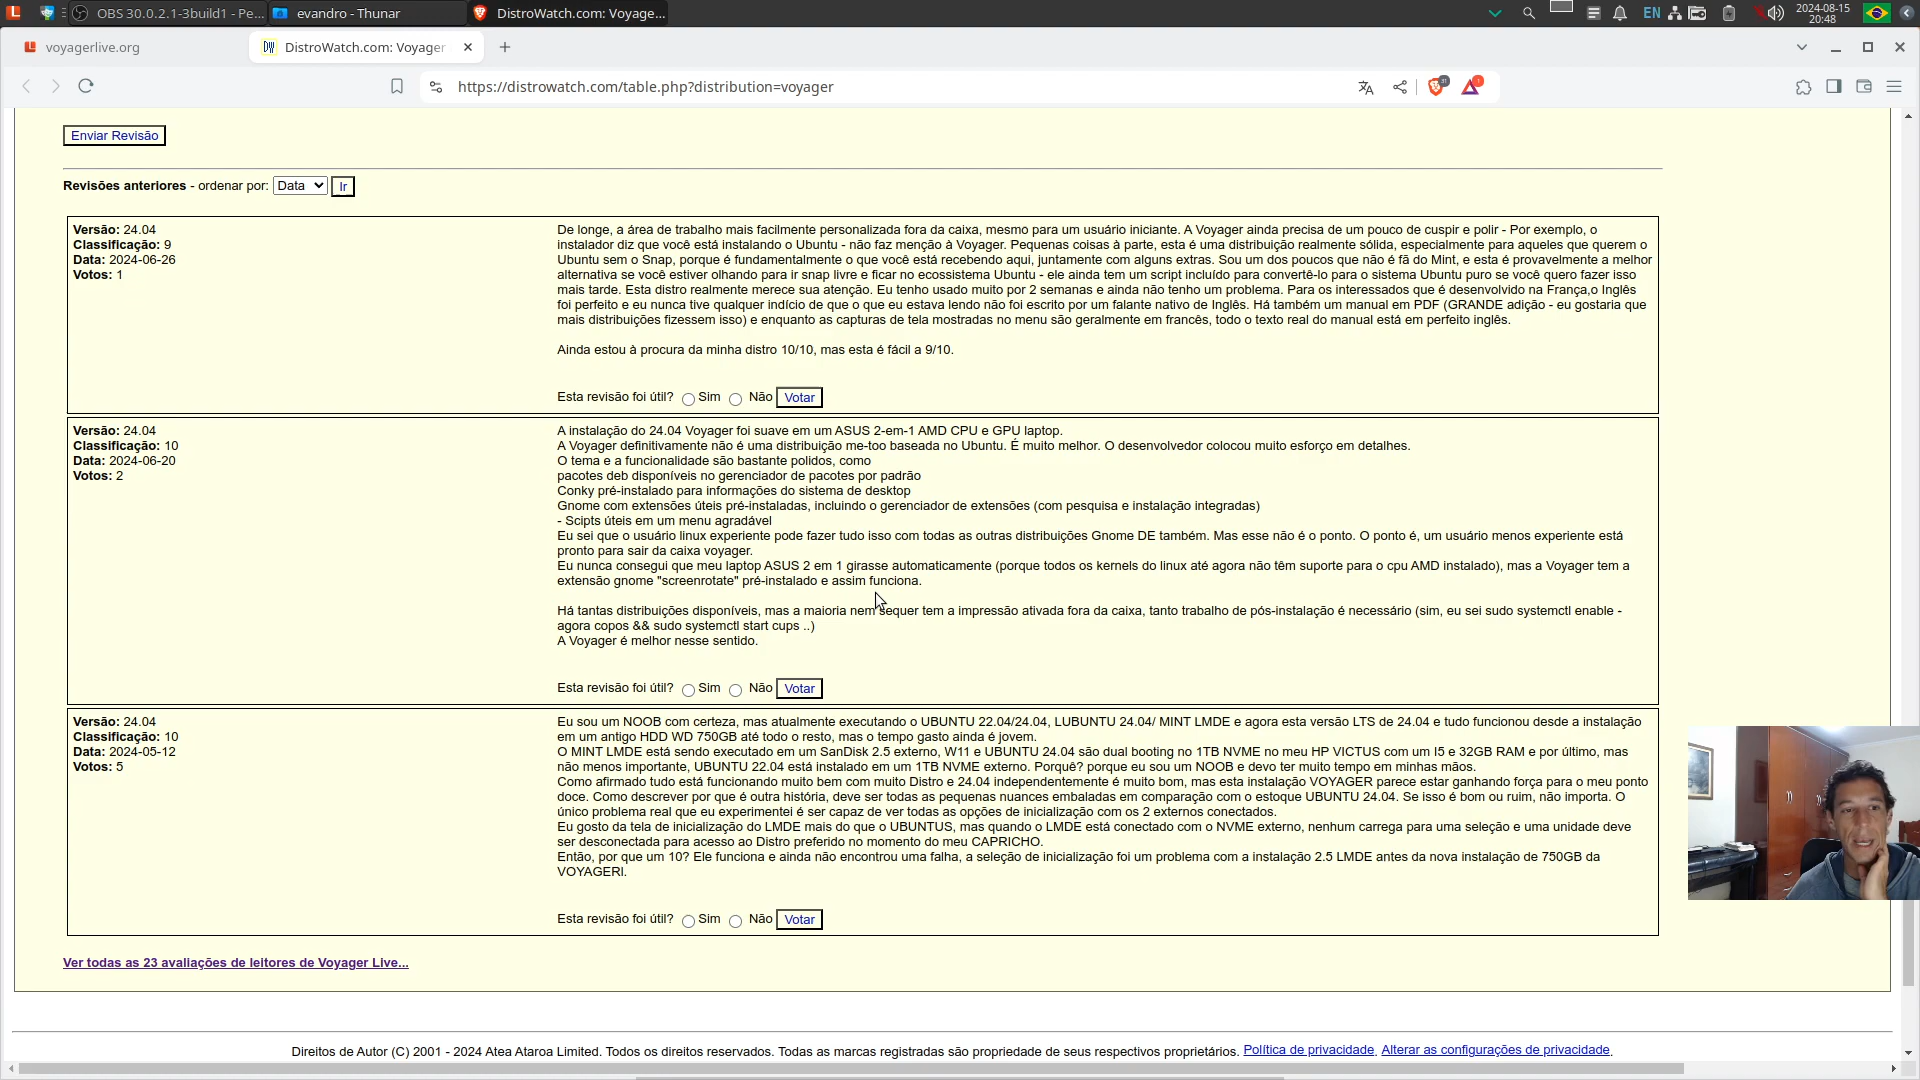 OBS 30.0.2.1-3build1 - Pe...
evandro - Thunar
DistroWatch.com: Voyage...
EN
2024-08-15
20:48
voyagerlive.org
DistroWatch.com: Voyager
https://distrowatch.com/table.php?distribution=voyager
Enviar Revisão
Revisões anteriores - ordenar por: Data Ir
Versão: 24.04
Classificação: 9
Data: 2024-06-26
Votos: 1
De longe, a área de trabalho mais facilmente personalizada fora da caixa, mesmo para um usuário iniciante. A Voyager ainda precisa de um pouco de cuspir e polir - Por exemplo, o
instalador diz que você está instalando o Ubuntu - não faz menção à Voyager. Pequenas coisas à parte, esta é uma distribuição realmente sólida, especialmente para aqueles que querem o
Ubuntu sem o Snap, porque é fundamentalmente o que você está recebendo aqui, juntamente com alguns extras. Sou um dos poucos que não é fã do Mint, e esta é provavelmente a melhor
alternativa se você estiver olhando para ir snap livre e ficar no ecossistema Ubuntu - ele ainda tem um script incluído para convertê-lo para o sistema Ubuntu puro se você quero fazer isso
mais tarde. Esta distro realmente merece sua atenção. Eu tenho usado muito por 2 semanas e ainda não tenho um problema. Para os interessados que é desenvolvido na França,o Inglês
foi perfeito e eu nunca tive qualquer indício de que o que eu estava lendo não foi escrito por um falante nativo de Inglês. Há também um manual em PDF (GRANDE adição - eu gostaria que
mais distribuições fizessem isso) e enquanto as capturas de tela mostradas no menu são geralmente em francês, todo o texto real do manual está em perfeito inglês.
Ainda estou à procura da minha distro 10/10, mas esta é fácil a 9/10.
Esta revisão foi útil? Sim Não Votar
Versão: 24.04
Classificação: 10
Data: 2024-06-20
Votos: 2
A instalação do 24.04 Voyager foi suave em um ASUS 2-em-1 AMD CPU e GPU laptop.
A Voyager definitivamente não é uma distribuição me-too baseada no Ubuntu. É muito melhor. O desenvolvedor colocou muito esforço em detalhes.
O tema e a funcionalidade são bastante polidos, como
pacotes deb disponíveis no gerenciador de pacotes por padrão
Conky pré-instalado para informações do sistema de desktop
Gnome com extensões úteis pré-instaladas, incluindo o gerenciador de extensões (com pesquisa e instalação integradas)
- Scipts úteis em um menu agradável
Eu sei que o usuário linux experiente pode fazer tudo isso com todas as outras distribuições Gnome DE também. Mas esse não é o ponto. O ponto é, um usuário menos experiente está
pronto para sair da caixa voyager.
Eu nunca consegui que meu laptop ASUS 2 em 1 girasse automaticamente (porque todos os kernels do linux até agora não têm suporte para o cpu AMD instalado), mas a Voyager tem a
extensão gnome "screenrotate" pré-instalado e assim funciona.
Há tantas distribuições disponíveis, mas a maioria nem sequer tem a impressão ativada fora da caixa, tanto trabalho de pós-instalação é necessário (sim, eu sei sudo systemctl enable -
agora copos && sudo systemctl start cups ..)
A Voyager é melhor nesse sentido.
Esta revisão foi útil? Sim Não Votar
Versão: 24.04
Classificação: 10
Data: 2024-05-12
Votos: 5
Eu sou um NOOB com certeza, mas atualmente executando o UBUNTU 22.04/24.04, LUBUNTU 24.04/ MINT LMDE e agora esta versão LTS de 24.04 e tudo funcionou desde a instalação
em um antigo HDD WD 750GB até todo o resto, mas o tempo gasto ainda é jovem.
O MINT LMDE está sendo executado em um SanDisk 2.5 externo, W11 e UBUNTU 24.04 são dual booting no 1TB NVME no meu HP VICTUS com um I5 e 32GB RAM e por último, mas
não menos importante, UBUNTU 22.04 está instalado em um 1TB NVME externo. Porquê? porque eu sou um NOOB e devo ter muito tempo em minhas mãos.
Como afirmado tudo está funcionando muito bem com muito Distro e 24.04 independentemente é muito bom, mas esta instalação VOYAGER parece estar ganhando força para o meu ponto
doce. Como descrever por que é outra história, deve ser todas as pequenas nuances embaladas em comparação com o estoque UBUNTU 24.04. Se isso é bom ou ruim, não importa. O
único problema real que eu experimentei é ser capaz de ver todas as opções de inicialização com os 2 externos conectados.
Eu gosto da tela de inicialização do LMDE mais do que o UBUNTUS, mas quando o LMDE está conectado com o NVME externo, nenhum carrega para uma seleção e uma unidade deve
ser desconectada para acesso ao Distro preferido no momento do meu CAPRICHO.
Então, por que um 10? Ele funciona e ainda não encontrou uma falha, a seleção de inicialização foi um problema com a instalação 2.5 LMDE antes da nova instalação de 750GB da
VOYAGERI.
Esta revisão foi útil? Sim Não Votar
Ver todas as 23 avaliações de leitores de Voyager Live...
Direitos de Autor (C) 2001 - 2024 Atea Ataroa Limited. Todos os direitos reservados. Todas as marcas registradas são propriedade de seus respectivos proprietários. Política de privacidade. Alterar as configurações de privacidade.